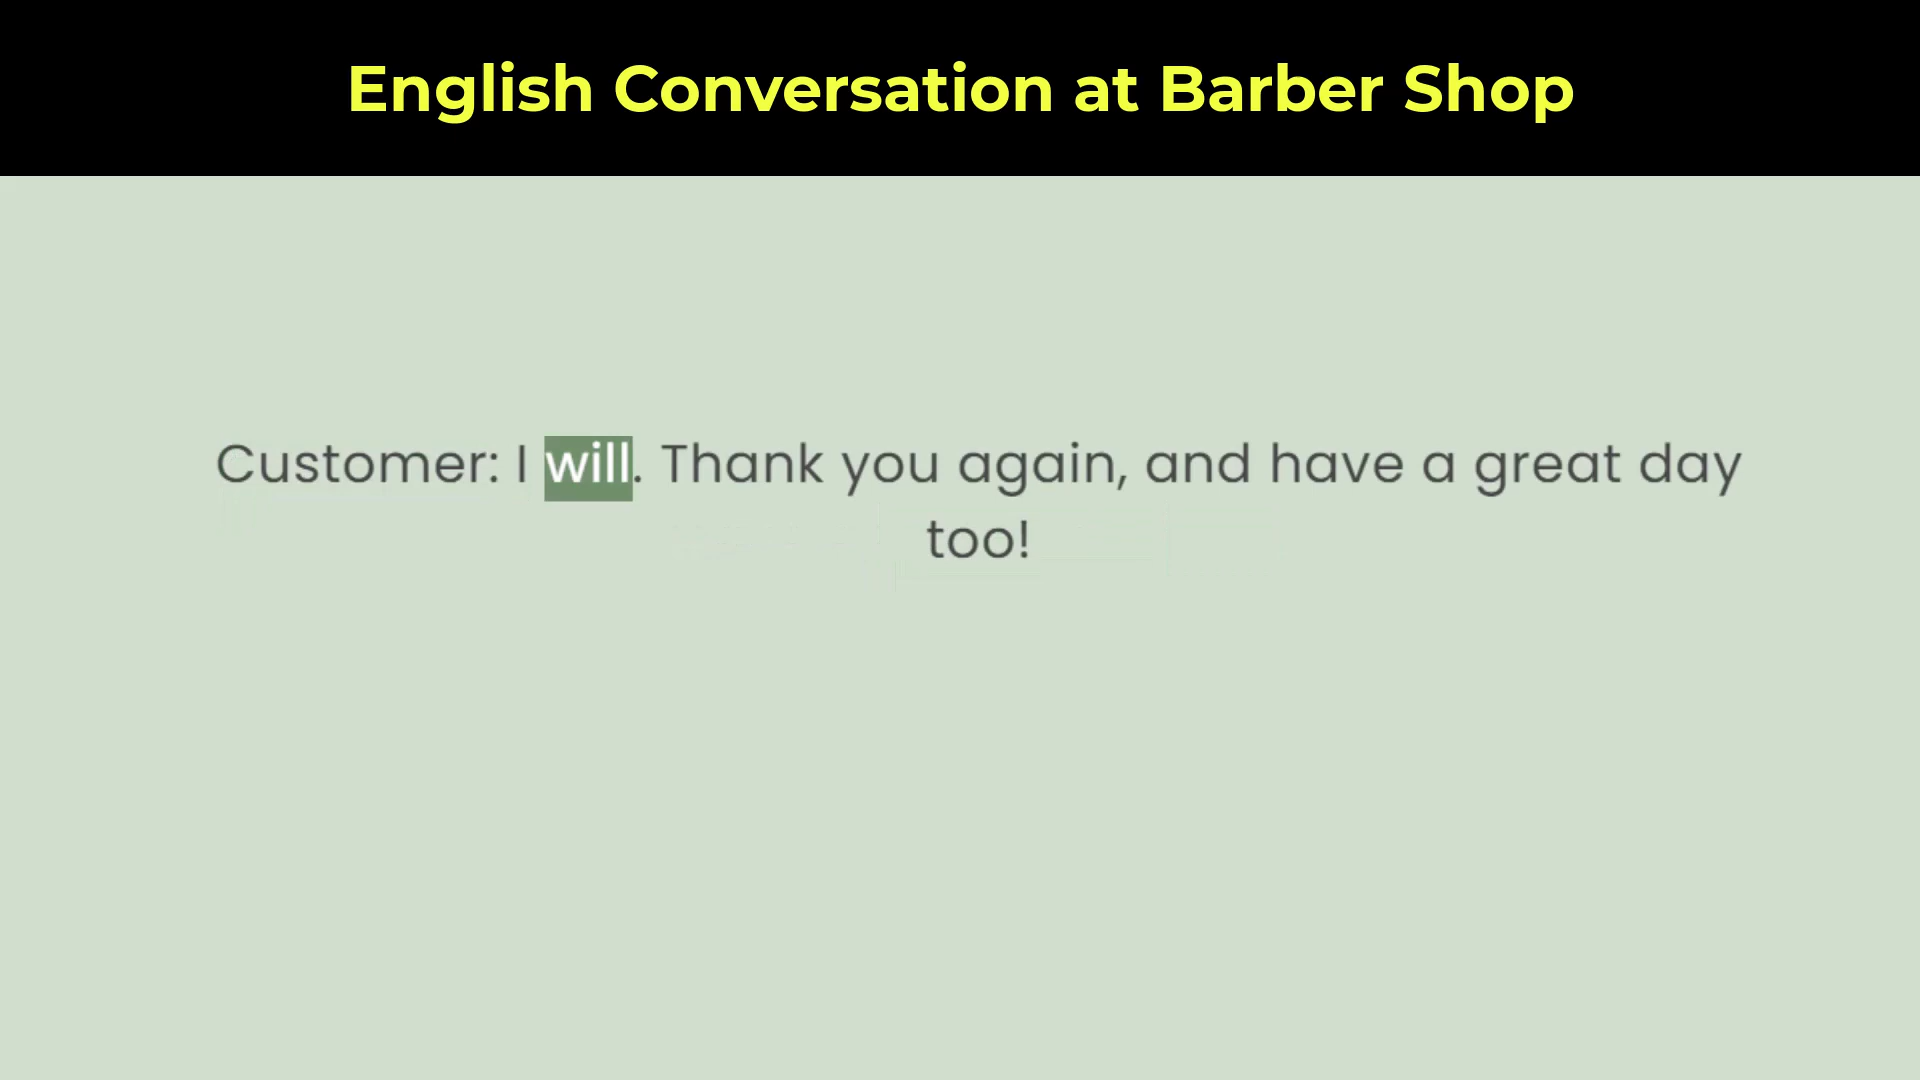 English Conversation at Barber Shop
Customer: I will. Thank you again, and have a great day
too!